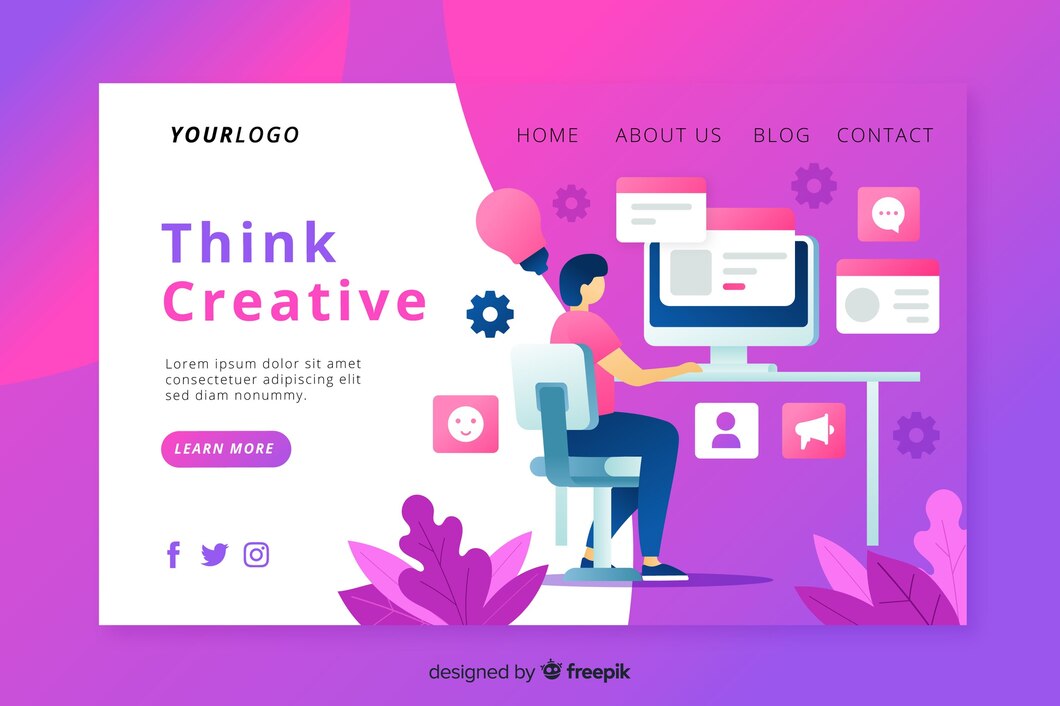 YOURLOGO
HOME ABOUT US BLOG CONTACT
Think
Creative
Lorem ipsum dolor sit amet
consectetuer adipiscing elit
sed diam nonummy.
LEARN MORE
designed by freepik